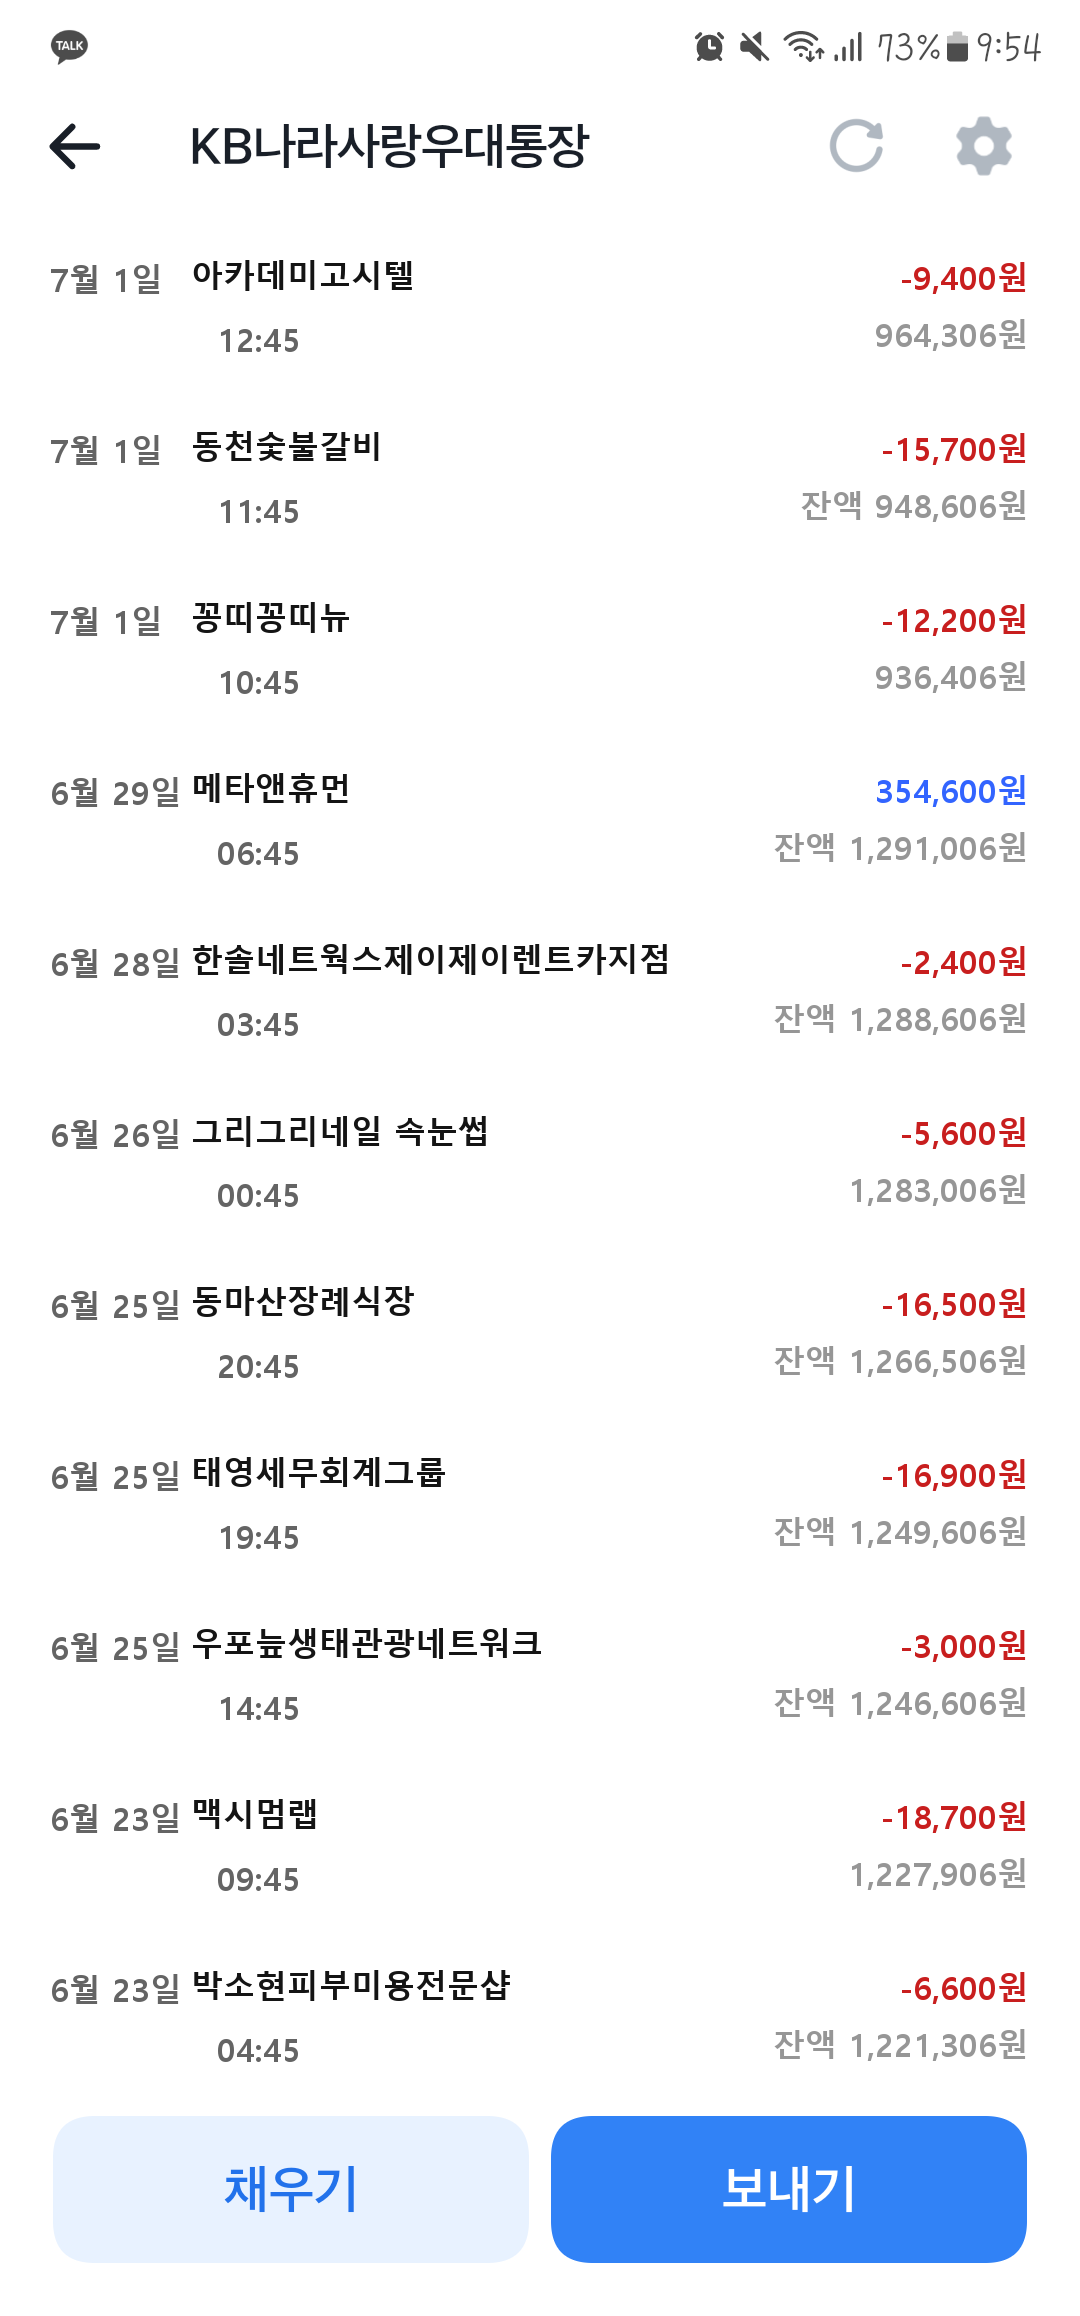 TALK 73% 9:54
KB나라사랑우대통장
7월 1일 아카데미고시텔 -9,400원
12:45 964,306원
7월 1일 동천숯불갈비 -15,700원
11:45 잔액 948,606원
7월 1일 꽁띠꽁띠뉴 -12,200원
10:45 936,406원
6월 29일 메타앤휴먼 354,600원
06:45 잔액 1,291,006원
6월 28일 한솔네트웍스제이제이렌트카지점 -2,400원
03:45 잔액 1,288,606원
6월 26일 그리그리네일 속눈썹 -5,600원
00:45 1,283,006원
6월 25일 동마산장례식장 -16,500원
20:45 잔액 1,266,506원
6월 25일 태영세무회계그룹 -16,900원
19:45 잔액 1,249,606원
6월 25일 우포늪생태관광네트워크 -3,000원
14:45 잔액 1,246,606원
6월 23일 맥시멈랩 -18,700원
09:45 1,227,906원
6월 23일 박소현피부미용전문샵 -6,600원
04:45 잔액 1,221,306원
채우기 보내기